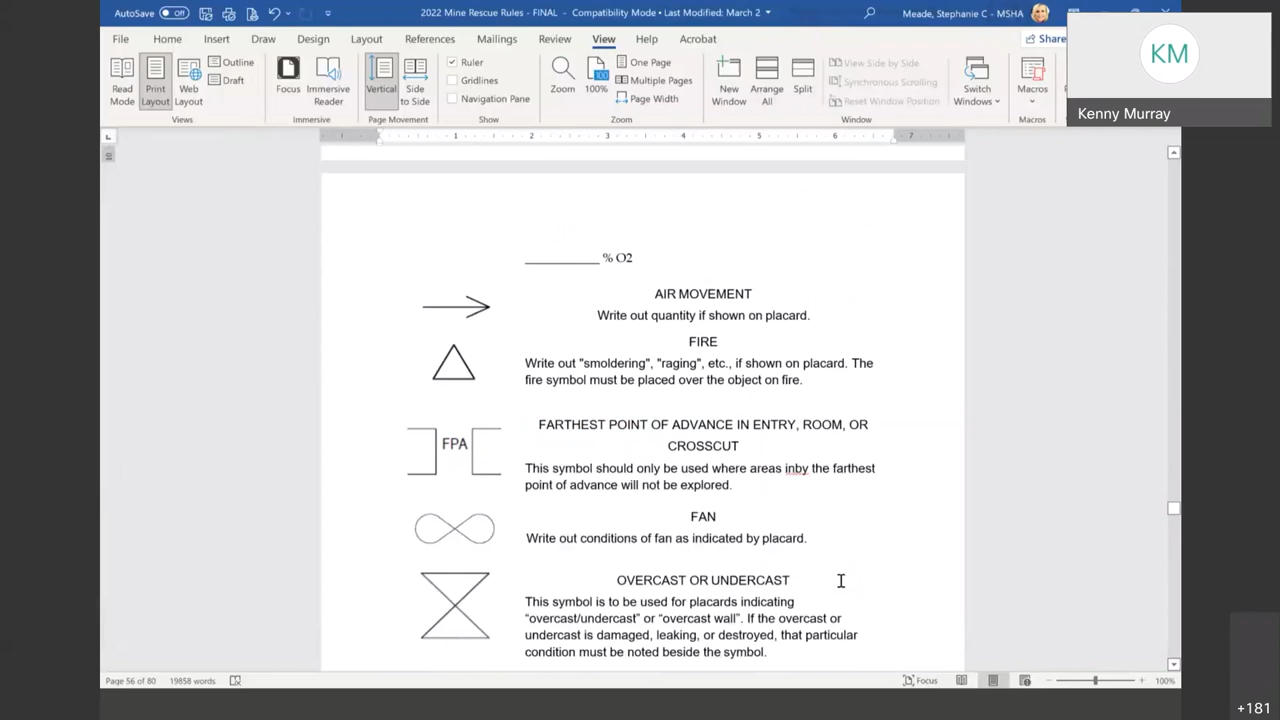 AutoSave Off 2022 Mine Rescue Rules - FINAL - Compatibility Mode • Last Modified: March 2 Meade, Stephanie C - MSHA
File Home Insert Draw Design Layout References Mailings Review View Help Acrobat Share
Read Mode Print Layout Web Layout Outline Draft Focus Immersive Reader Vertical Side to Side Ruler Gridlines Navigation Pane Zoom 100 100% One Page Multiple Pages Page Width New Window Arrange All Split View Side by Side Synchronous Scrolling Reset Window Position Switch Windows Macros
Views Immersive Page Movement Show Zoom Window Macros
KM
Kenny Murray
1 2 3 4 5 6 7
10
__________ % O2
AIR MOVEMENT
Write out quantity if shown on placard.
FIRE
Write out "smoldering", "raging", etc., if shown on placard. The
fire symbol must be placed over the object on fire.
FARTHEST POINT OF ADVANCE IN ENTRY, ROOM, OR
CROSSCUT
FPA
This symbol should only be used where areas inby the farthest
point of advance will not be explored.
FAN
Write out conditions of fan as indicated by placard.
OVERCAST OR UNDERCAST
This symbol is to be used for placards indicating
“overcast/undercast” or “overcast wall”. If the overcast or
undercast is damaged, leaking, or destroyed, that particular
condition must be noted beside the symbol.
Page 56 of 80 19858 words Focus 100%
+181